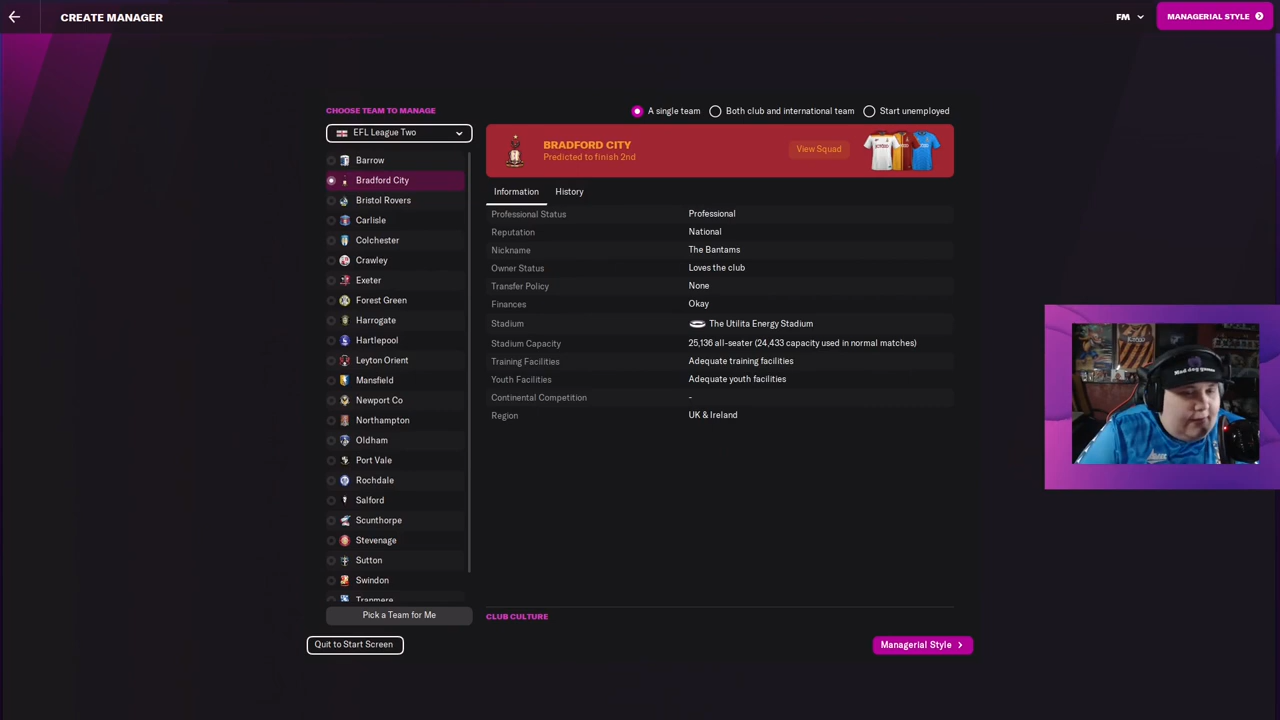 CREATE MANAGER
FM
MANAGERIAL STYLE
CHOOSE TEAM TO MANAGE
A single team
Both club and international team
Start unemployed
EFL League Two
BRADFORD CITY
Predicted to finish 2nd
View Squad
Barrow
Bradford City
Bristol Rovers
Carlisle
Colchester
Crawley
Exeter
Forest Green
Harrogate
Hartlepool
Leyton Orient
Mansfield
Newport Co
Northampton
Oldham
Port Vale
Rochdale
Salford
Scunthorpe
Stevenage
Sutton
Swindon
Tranmere
Pick a Team for Me
Information History
Professional Status Professional
Reputation National
Nickname The Bantams
Owner Status Loves the club
Transfer Policy None
Finances Okay
Stadium The Utilita Energy Stadium
Stadium Capacity 25,136 all-seater (24,433 capacity used in normal matches)
Training Facilities Adequate training facilities
Youth Facilities Adequate youth facilities
Continental Competition -
Region UK & Ireland
CLUB CULTURE
Quit to Start Screen
Managerial Style